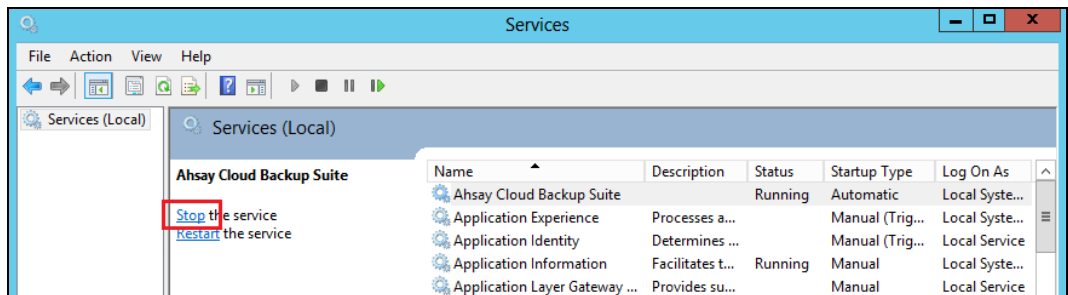 Services
File Action View Help
Services (Local)
Services (Local)
Ahsay Cloud Backup Suite
Stop the service
Restart the service
Name Description Status Startup Type Log On As
Ahsay Cloud Backup Suite Running Automatic Local Syste...
Application Experience Processes a... Manual (Trig... Local Syste...
Application Identity Determines ... Manual (Trig... Local Service
Application Information Facilitates t... Running Manual Local Syste...
Application Layer Gateway ... Provides su... Manual Local Service